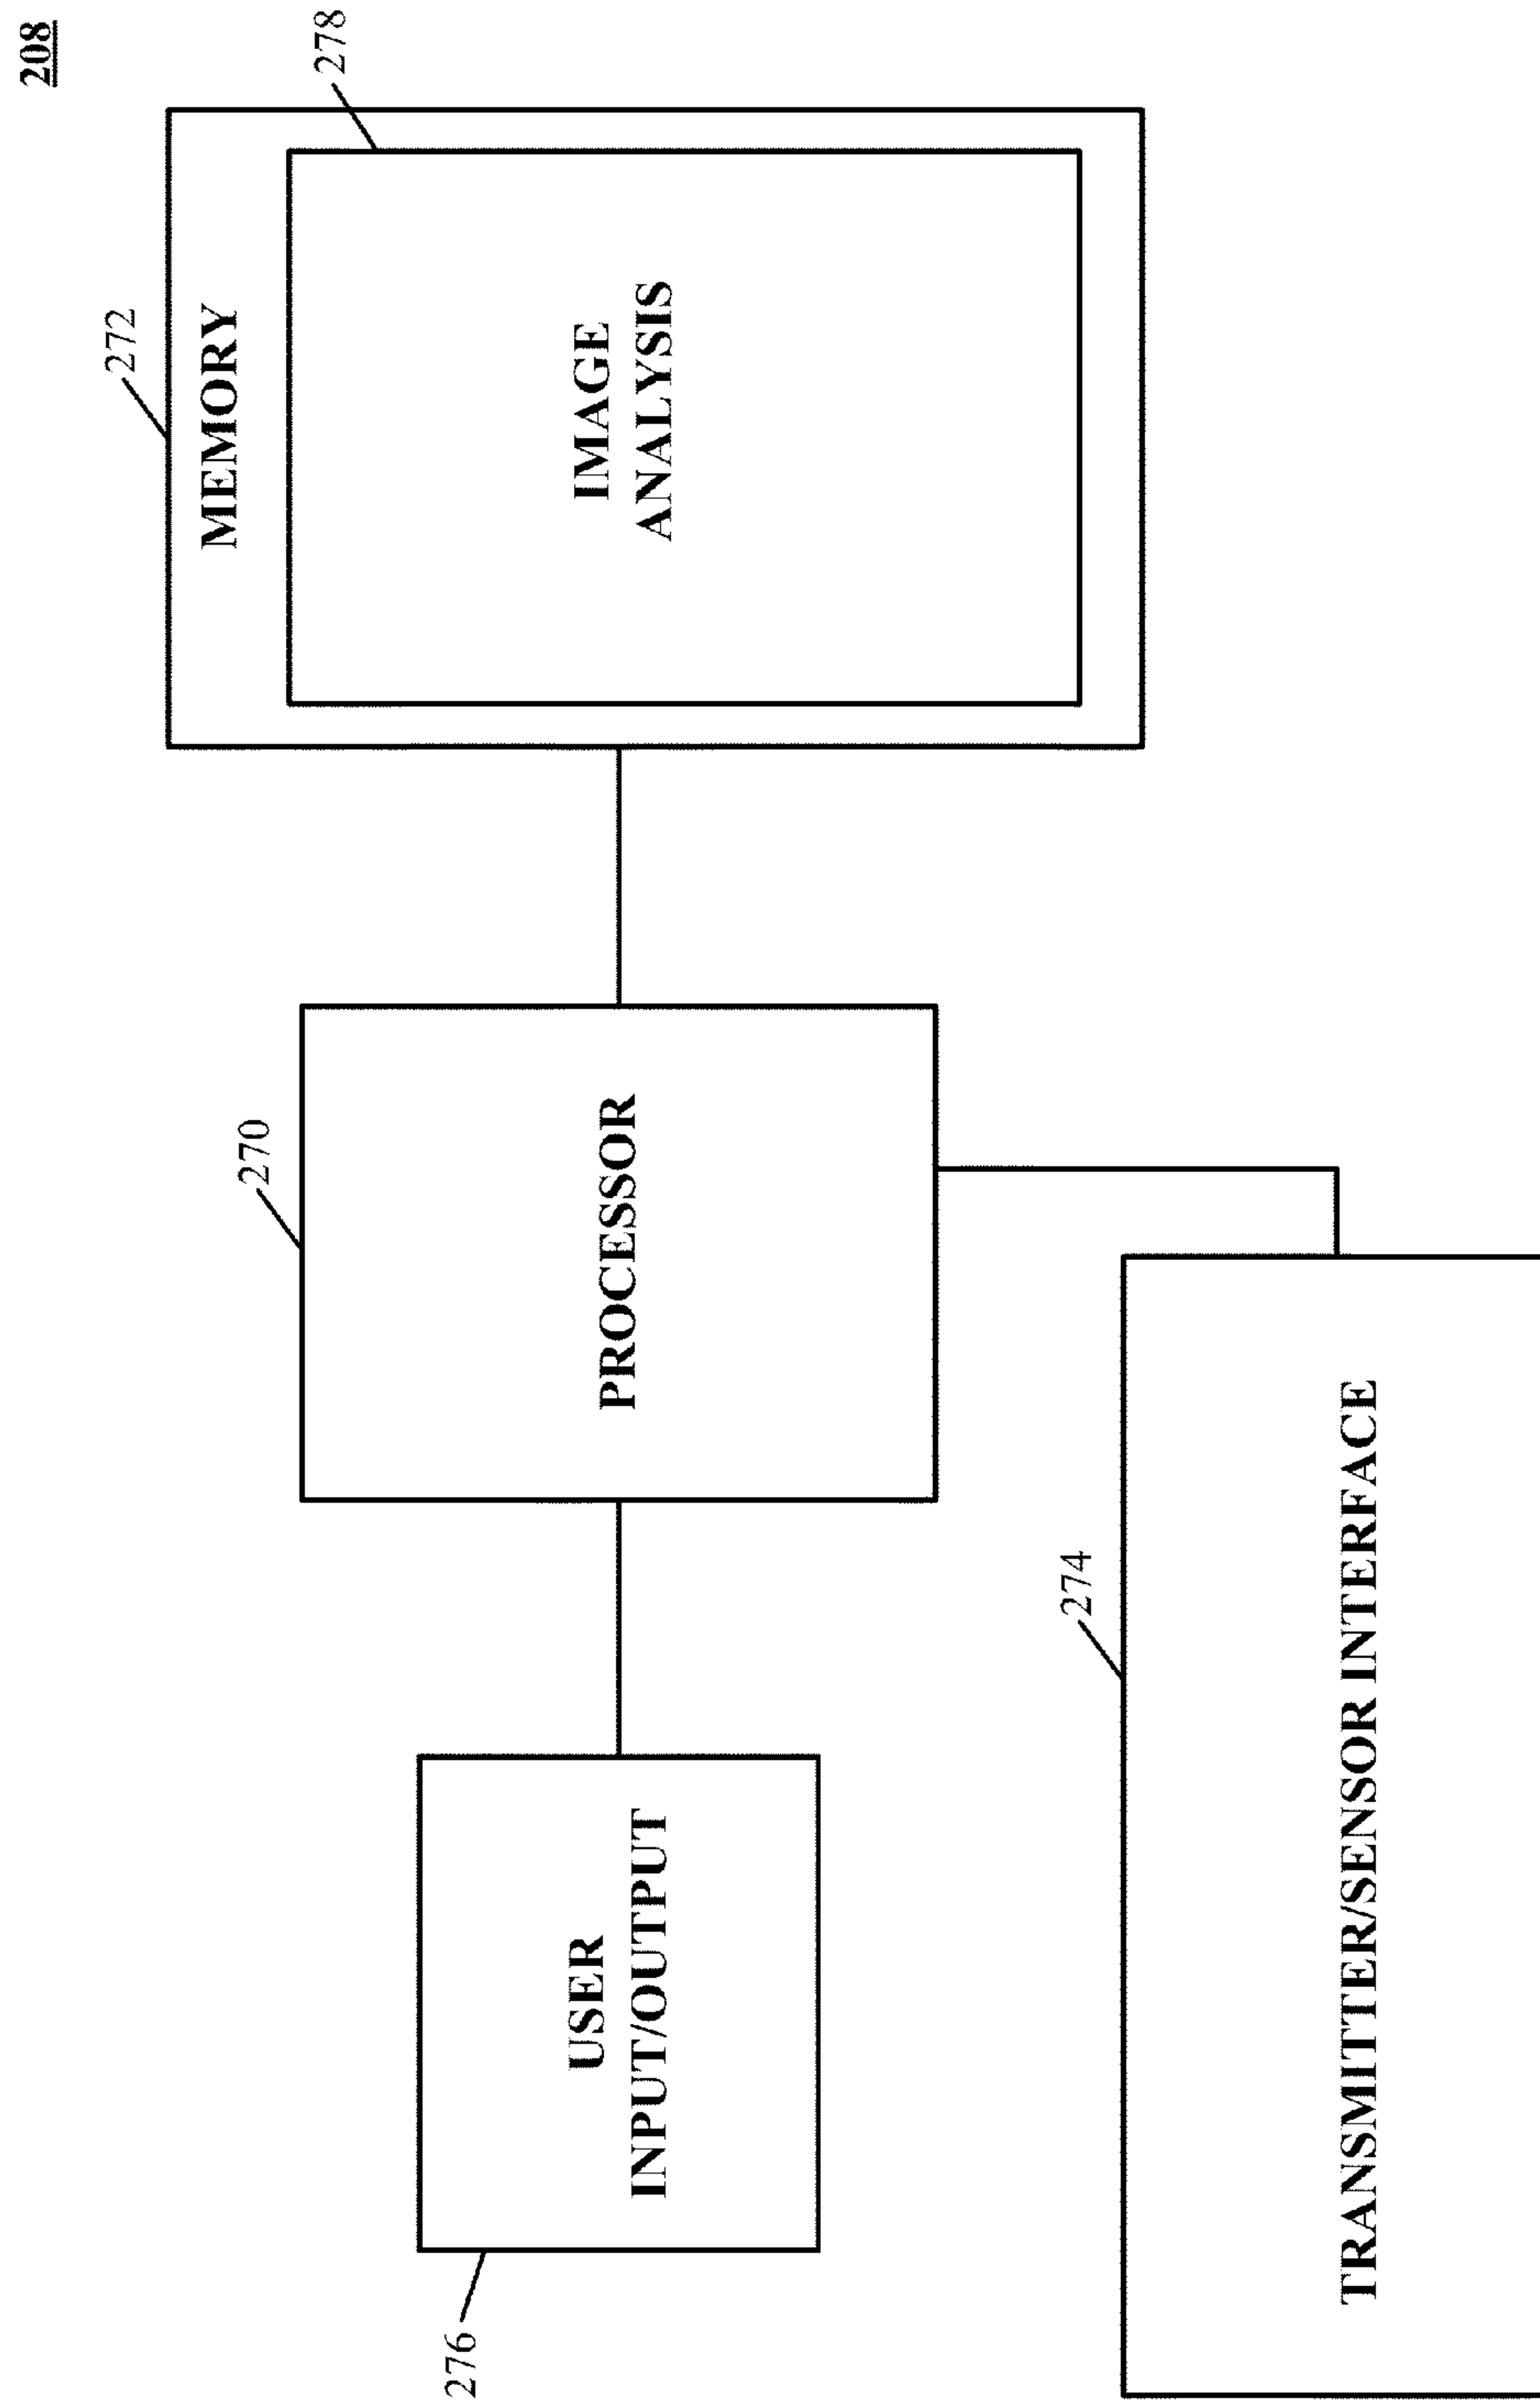 208
272
MEMORY
278
IMAGE
ANALYSIS
270
PROCESSOR
276
USER
INPUT/OUTPUT
274
TRANSMITTER/SENSOR INTERFACE